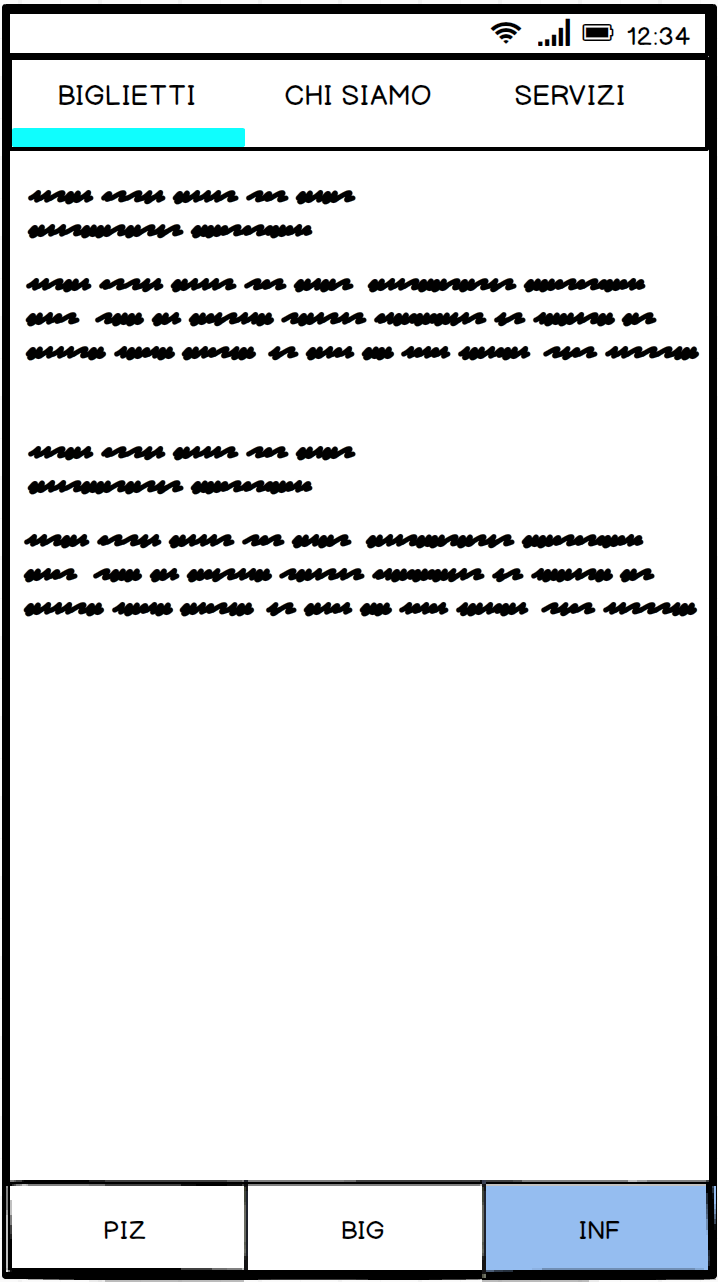 12:34
BIGLIETTI CHI SIAMO SERVIZI
PIZ BIG INF